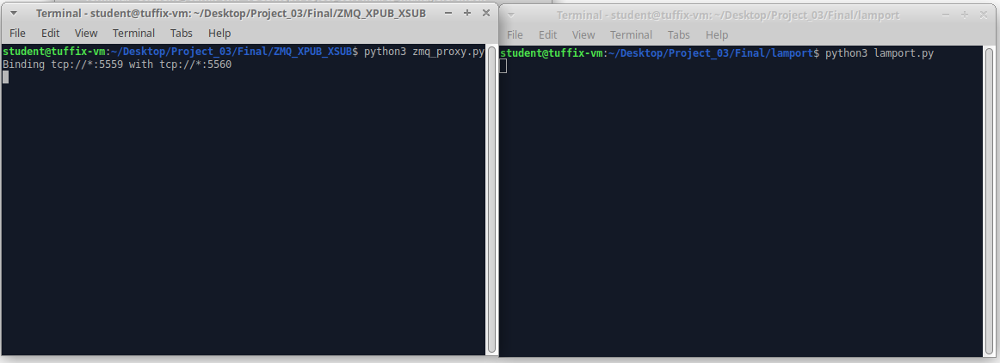 Terminal - student@tuffix-vm: ~/Desktop/Project_03/Final/ZMQ_XPUB_XSUB
File Edit View Terminal Tabs Help
student@tuffix-vm:~/Desktop/Project_03/Final/ZMQ_XPUB_XSUB$ python3 zmq_proxy.py
Binding tcp://*:5559 with tcp://*:5560
Terminal - student@tuffix-vm: ~/Desktop/Project_03/Final/lamport
File Edit View Terminal Tabs Help
student@tuffix-vm:~/Desktop/Project_03/Final/lamport$ python3 lamport.py